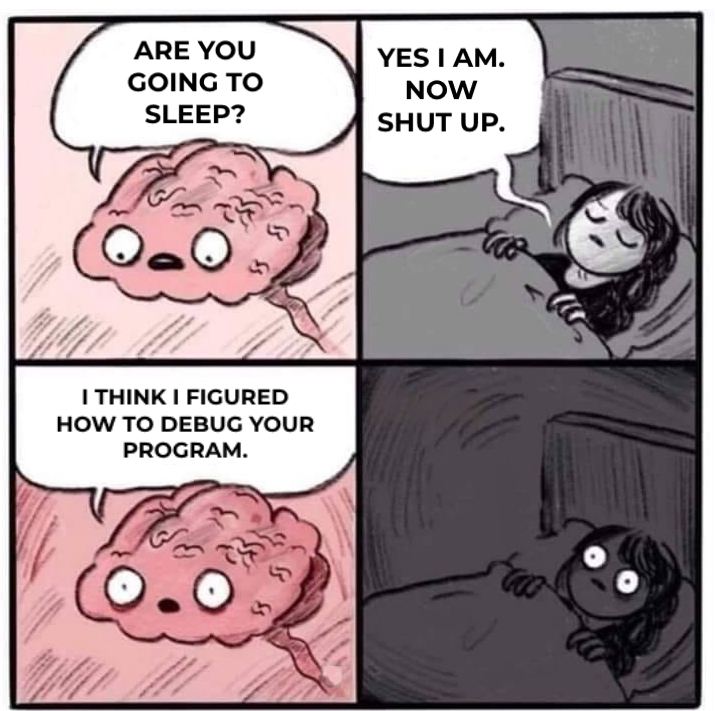 ARE YOU
GOING TO
SLEEP?
YES I AM.
NOW
SHUT UP.
I THINK I FIGURED
HOW TO DEBUG YOUR
PROGRAM.